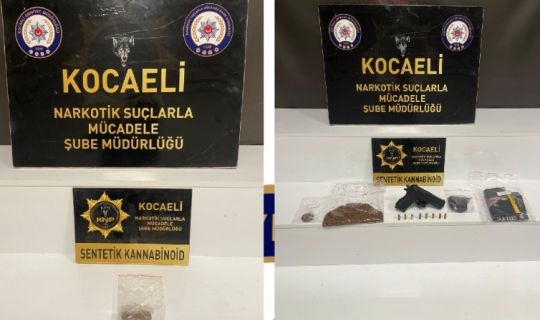 KOCAELİ
NARKOTİK SUÇLARLA
MÜCADELE
ŞUBE MÜDÜRLÜĞÜ
KNP
KOCAELİ
NARKOTİK SUÇLARLA
MÜCADELE
ŞUBE MÜDÜRLÜĞÜ
SENTETİK KANNABİNOİD
KOCAELİ
NARKOTİK SUÇLARLA
MÜCADELE
ŞUBE MÜDÜRLÜĞÜ
KOCAELİ
SENTETİK KANNABİNOİD